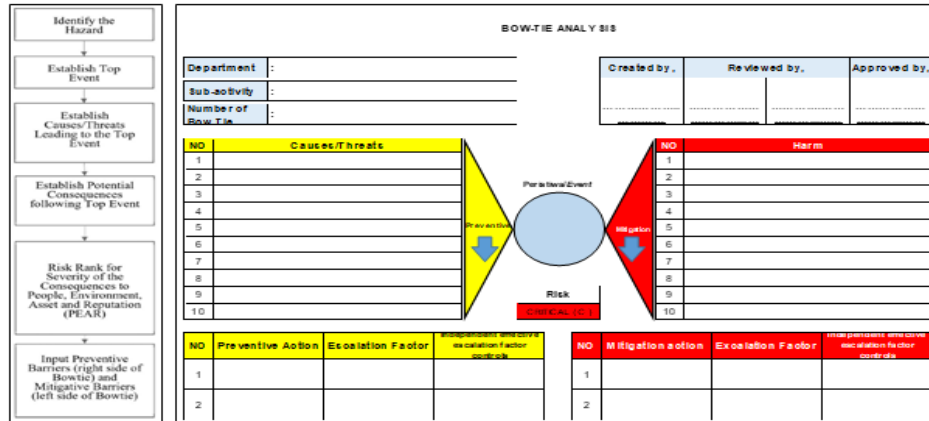 Identify the
Hazard
Establish Top
Event
Establish
Causes/Threats
Leading to the Top
Event
Establish Potential
Consequences
following Top Event
Risk Rank for
Severity of the
Consequences to
People, Environment,
Asset and Reputation
(PEAR)
Input Preventive
Barriers (right side
of Bowtie) and
Mitigative Barriers
(left side of Bowtie)
BOW-TIE ANALYSIS
Department :
Sub-activity :
Number of
Bow Tie :
Created by, Reviewed by, Approved by,
NO Causes/Threats
1
2
3
4
5
6
7
8
9
10
Preventive
Peristiwa/Event
Risk
CRITICAL (C)
Mitigation
NO Harm
1
2
3
4
5
6
7
8
9
10
NO Preventive Action Escalation Factor Independent effective
escalation factor
controls
1
2
NO Mitigation action Excalation Factor Independent effective
escalation factor
controls
1
2